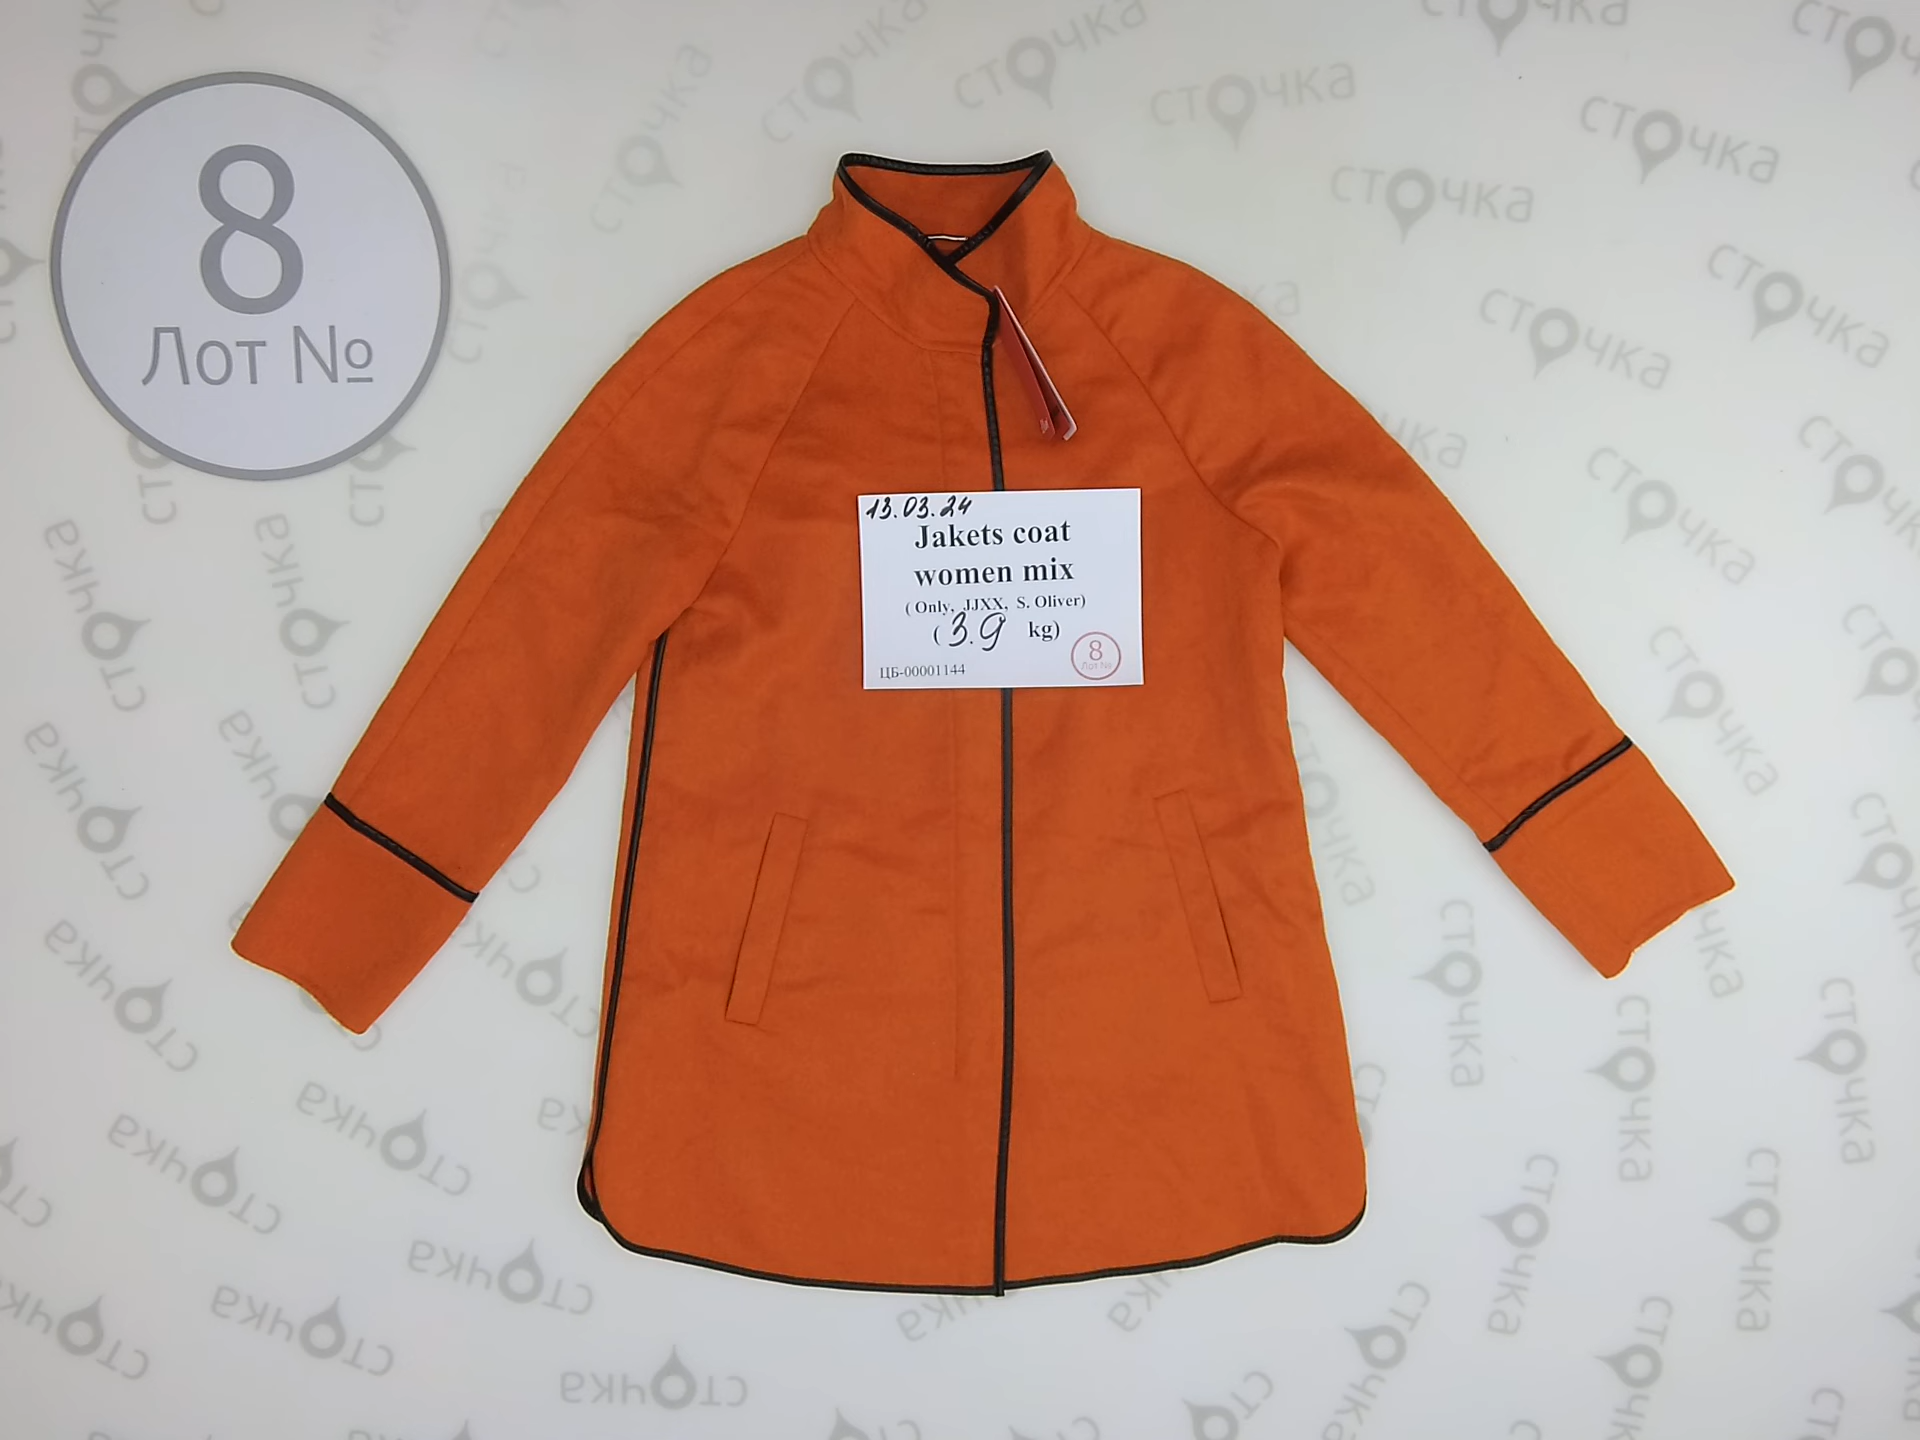 8
Лот №
13.03.24
Jakets coat
women mix
( Only, JJXX, S. Oliver)
( 3.9 kg)
ЦБ-00001144
8
Лот №
сточка